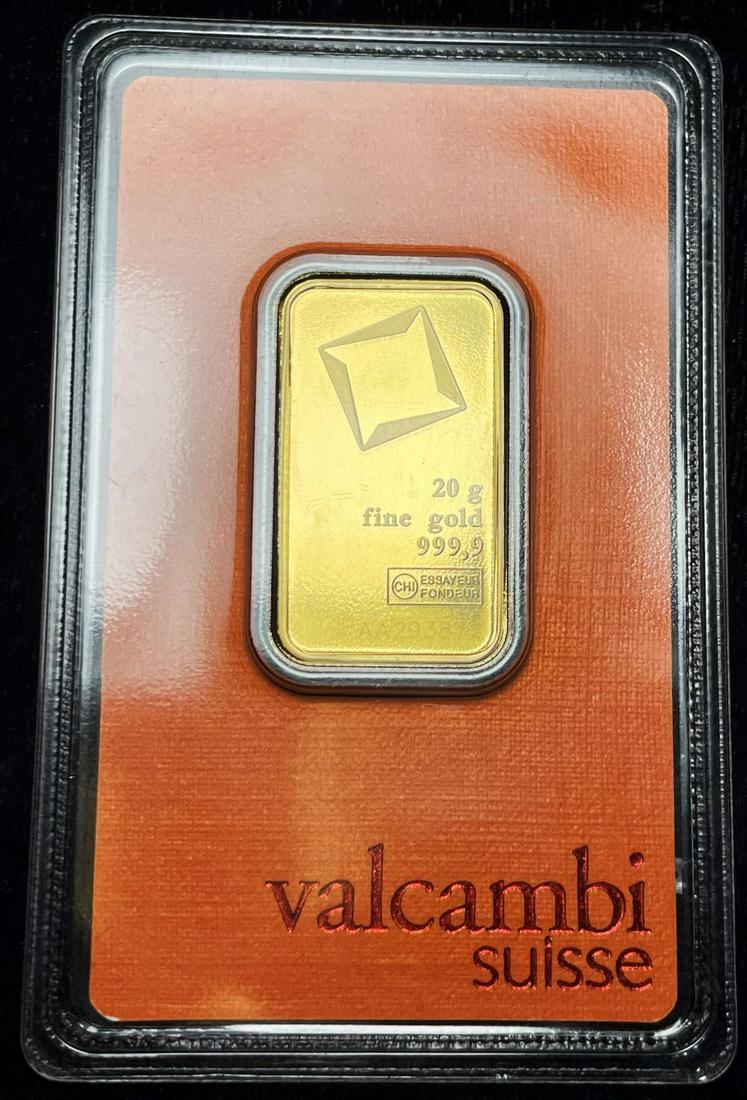 20 g
fine gold
999,9
CHI ESSAYEUR
FONDEUR
valcambi
suisse